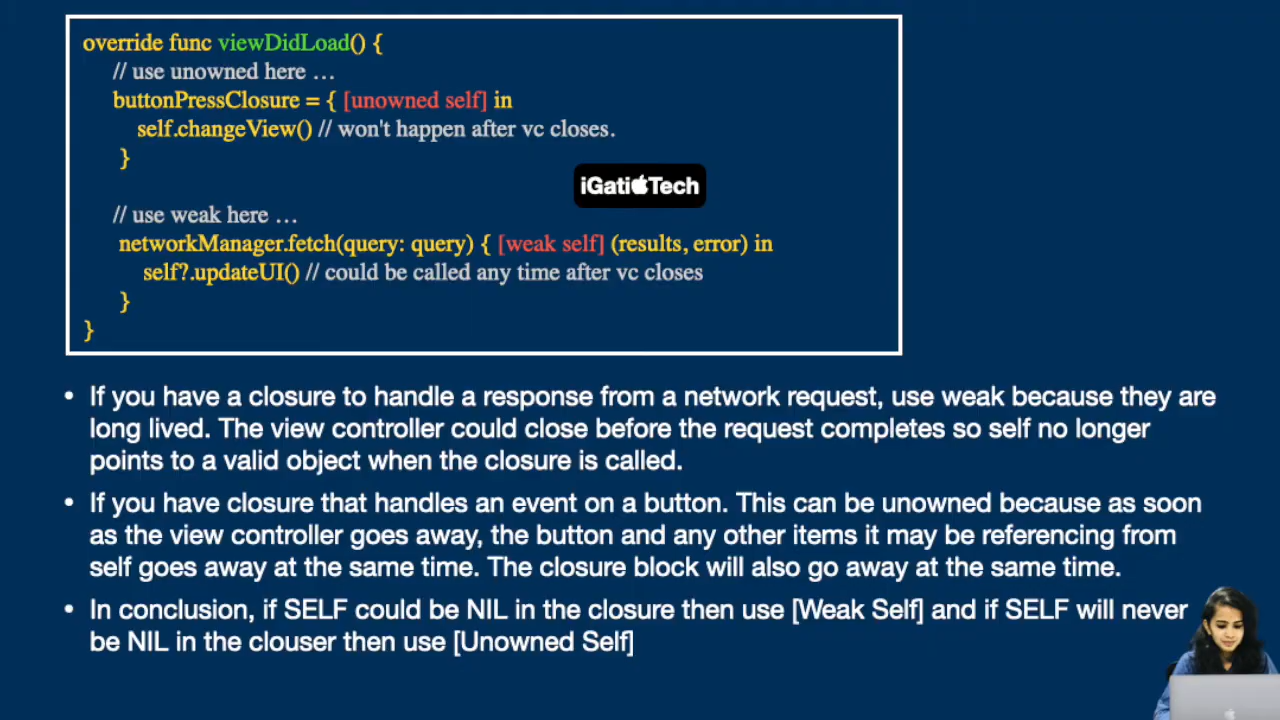 override func viewDidLoad() {
// use unowned here …
buttonPressClosure = { [unowned self] in
self.changeView() // won't happen after vc closes.
}
iGatiTech
// use weak here …
networkManager.fetch(query: query) { [weak self] (results, error) in
self?.updateUI() // could be called any time after vc closes
}
}
• If you have a closure to handle a response from a network request, use weak because they are
long lived. The view controller could close before the request completes so self no longer
points to a valid object when the closure is called.
• If you have closure that handles an event on a button. This can be unowned because as soon
as the view controller goes away, the button and any other items it may be referencing from
self goes away at the same time. The closure block will also go away at the same time.
• In conclusion, if SELF could be NIL in the closure then use [Weak Self] and if SELF will never
be NIL in the clouser then use [Unowned Self]